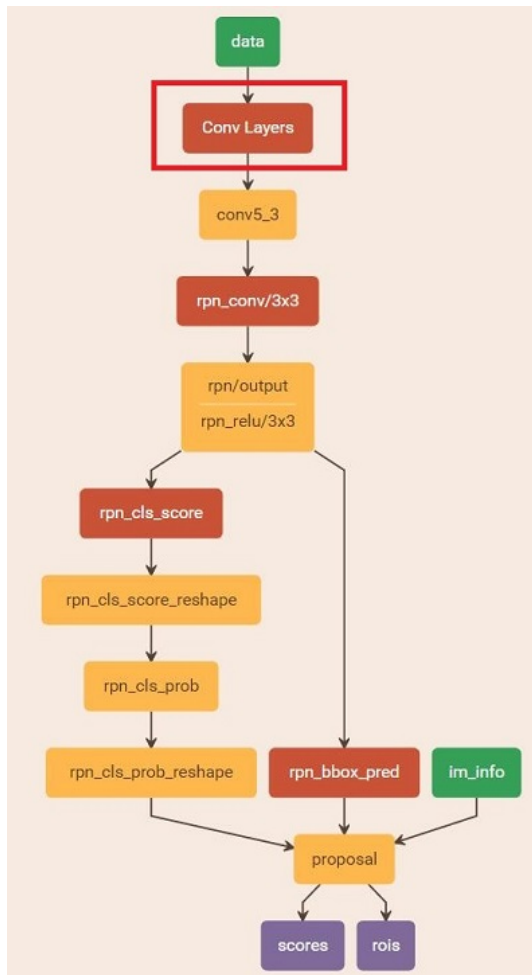 data
Conv Layers
conv5_3
rpn_conv/3x3
rpn/output
rpn_relu/3x3
rpn_cls_score
rpn_cls_score_reshape
rpn_cls_prob
rpn_cls_prob_reshape
rpn_bbox_pred
im_info
proposal
scores
rois